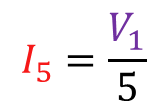 I₅ = V₁/5